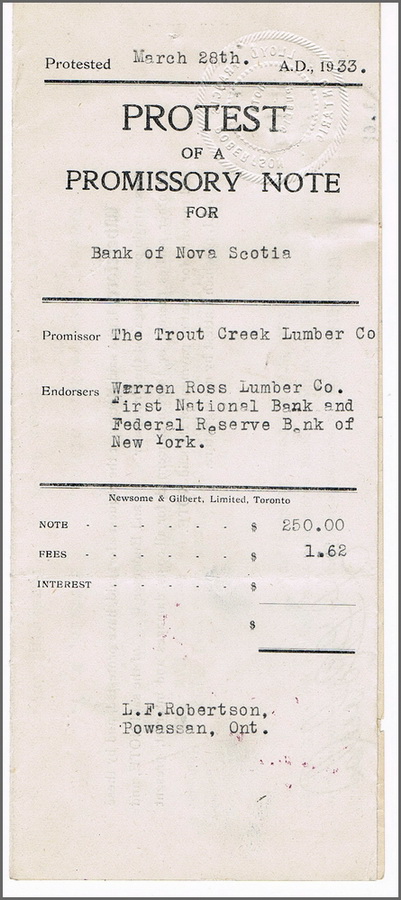 Protested March 28th. A.D., 1933.
PROTEST
OF A
PROMISSORY NOTE
FOR
Bank of Nova Scotia
Promissor The Trout Creek Lumber Co
Endorsers Warren Ross Lumber Co.
First National Bank and
Federal Reserve Bank of
New York.
Newsome & Gilbert, Limited, Toronto
NOTE - - - - - - $ 250.00
FEES - - - - - - $ 1.62
INTEREST - - - - - $
$
L.F.Robertson,
Powassan, Ont.